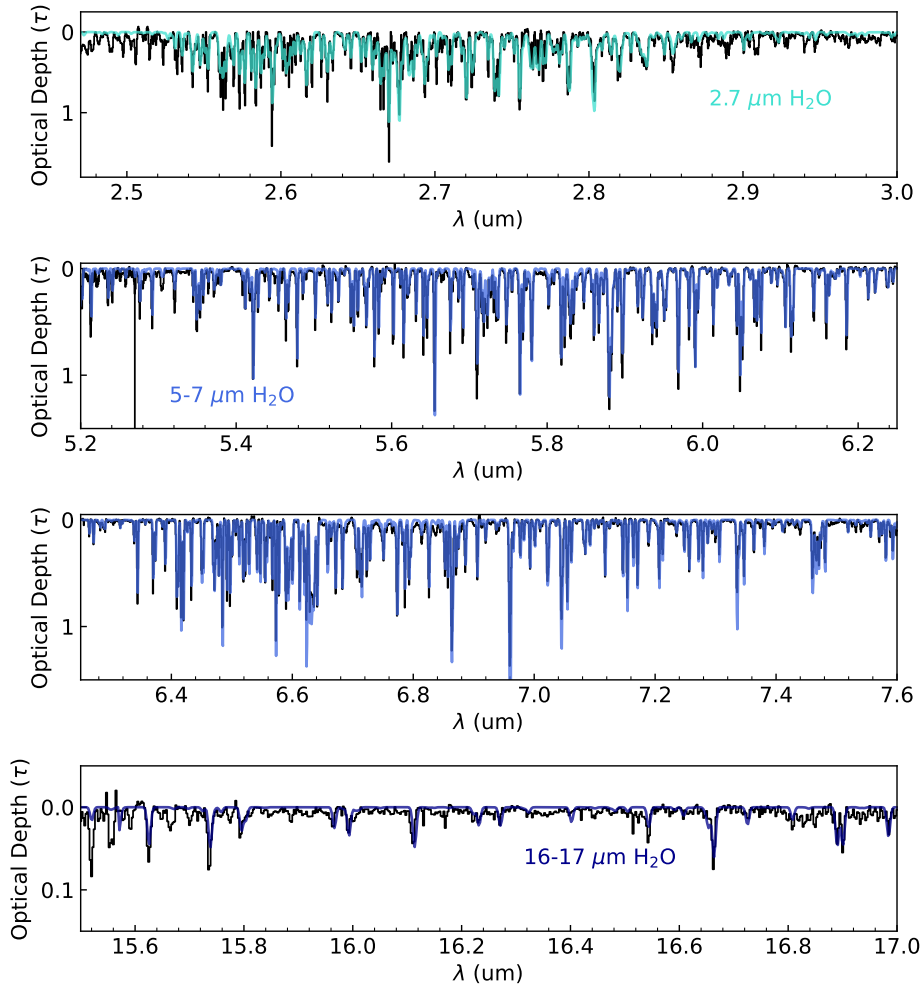 Optical Depth (τ)
0
1
2.7 μm H₂O
2.5 2.6 2.7 2.8 2.9 3.0
λ (um)
Optical Depth (τ)
0
1
5-7 μm H₂O
5.2 5.4 5.6 5.8 6.0 6.2
λ (um)
Optical Depth (τ)
0
1
6.4 6.6 6.8 7.0 7.2 7.4 7.6
λ (um)
Optical Depth (τ)
0.0
0.1
16-17 μm H₂O
15.6 15.8 16.0 16.2 16.4 16.6 16.8 17.0
λ (um)